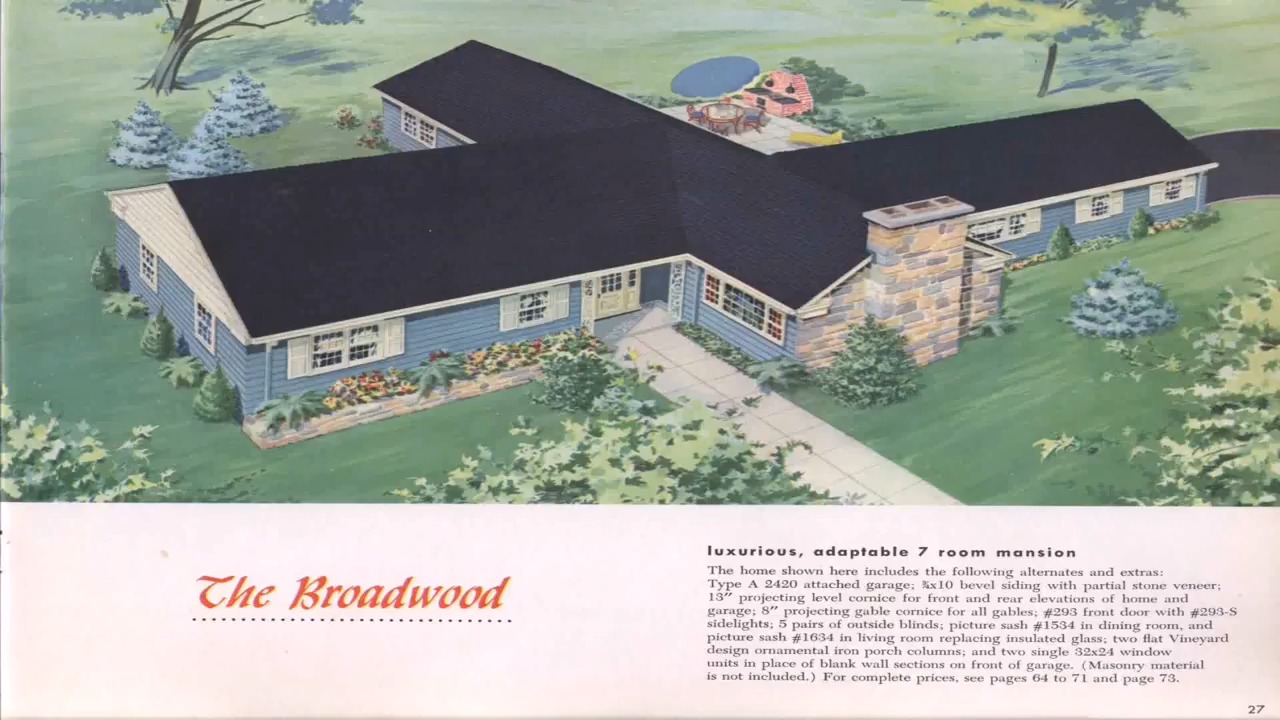 The Broadwood
luxurious, adaptable 7 room mansion
The home shown here includes the following alternates and extras:
Type A 2420 attached garage; ¾x10 bevel siding with partial stone veneer;
13″ projecting level cornice for front and rear elevations of home and
garage; 8″ projecting gable cornice for all gables; #293 front door with #293-S
sidelights; 5 pairs of outside blinds; picture sash #1534 in dining room, and
picture sash #1634 in living room replacing insulated glass; two flat Vineyard
design ornamental iron porch columns; and two single 32x24 window
units in place of blank wall sections on front of garage. (Masonry material
is not included.) For complete prices, see pages 64 to 71 and page 73.
27